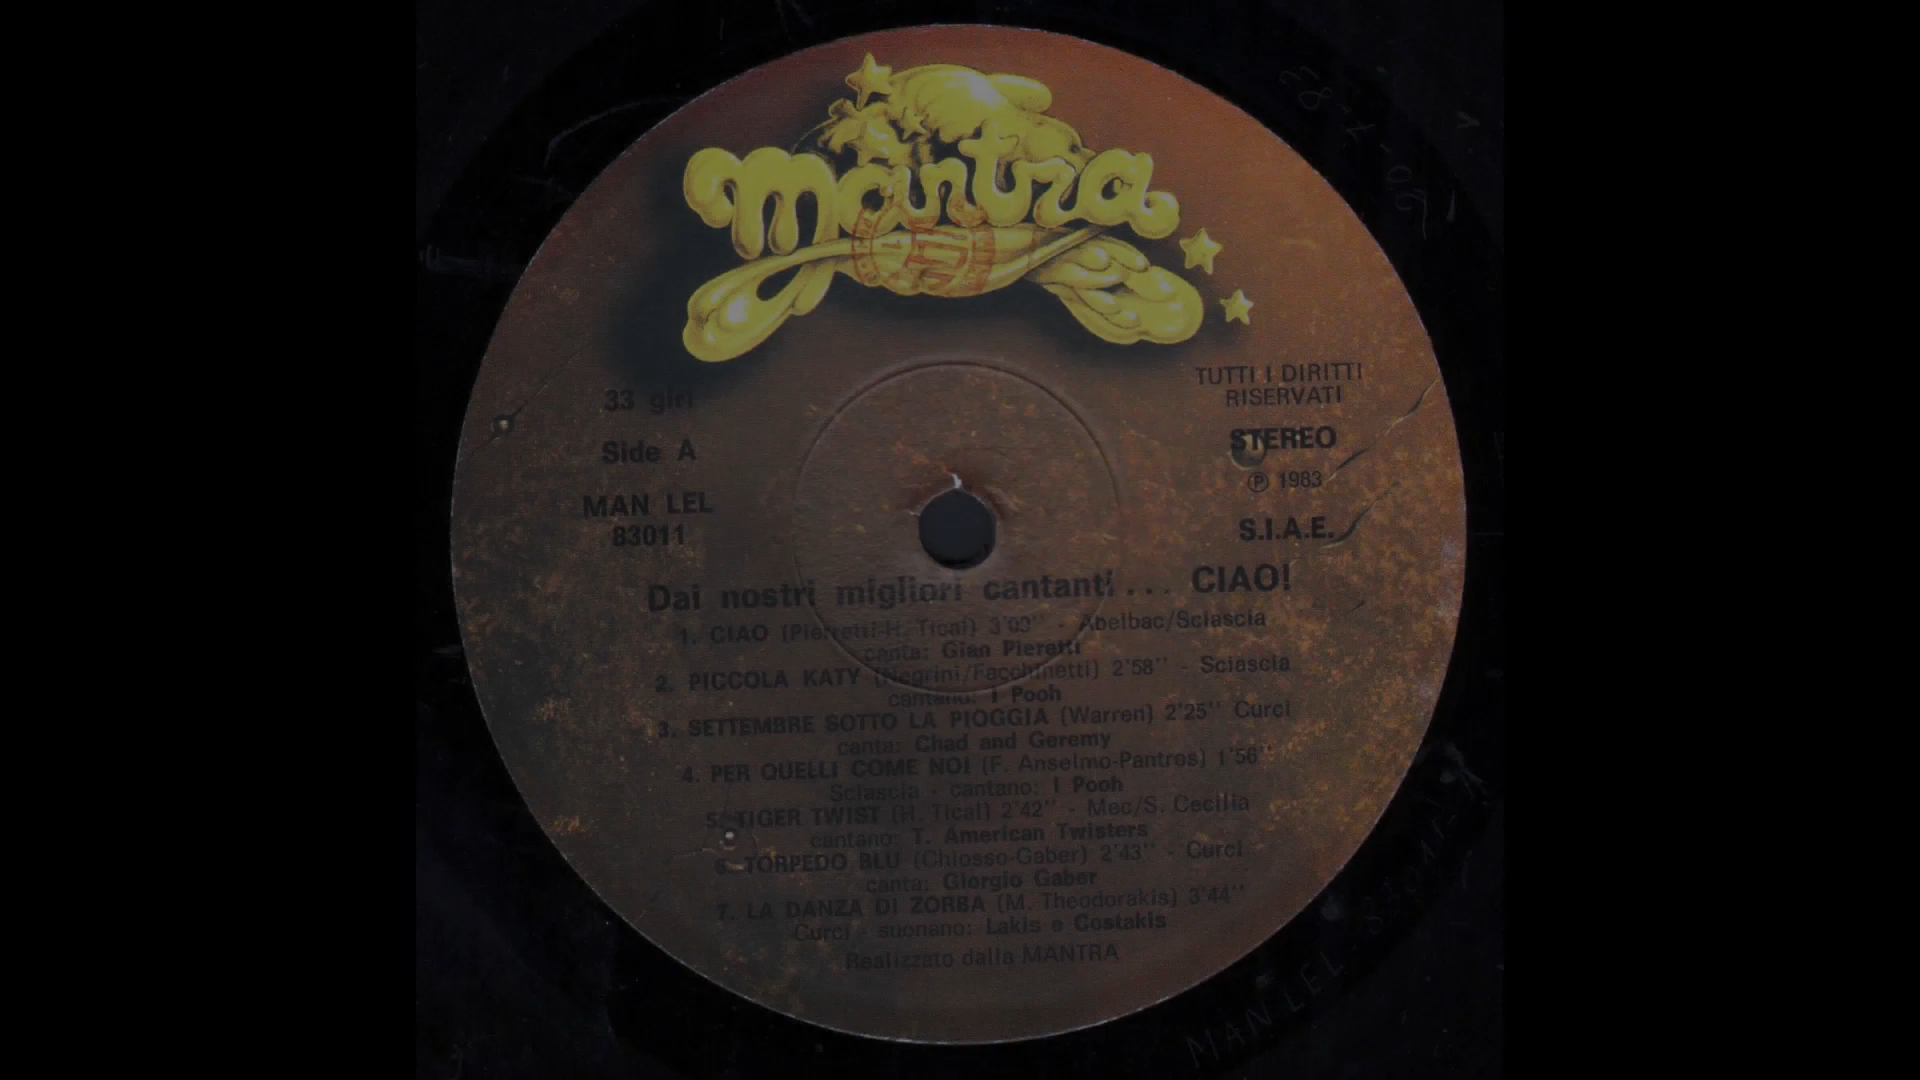 mantra
33 giri
Side A
MAN LEL
83011
TUTTI I DIRITTI
RISERVATI
STEREO
Ⓟ 1983
S.I.A.E.
Dai nostri migliori cantanti... CIAO!
1. CIAO (Pierretti-H. Tical) 3'03'' - Abelbac/Sciascia
canta: Gian Pieretti
2. PICCOLA KATY (Negrini/Facchinetti) 2'58'' - Sciascia
cantano: I Pooh
3. SETTEMBRE SOTTO LA PIOGGIA (Warren) 2'25'' Curci
canta: Chad and Geremy
4. PER QUELLI COME NOI (F. Anselmo-Pantros) 1'56''
Sciascia - cantano: I Pooh
5. TIGER TWIST (H. Tical) 2'42'' - Mec/S. Cecilia
cantano: T. American Twisters
6. TORPEDO BLU (Chiosso-Gaber) 2'43'' - Curci
canta: Giorgio Gaber
7. LA DANZA DI ZORBA (M. Theodorakis) 3'44''
Curci - suonano: Lakis e Costakis
Realizzato dalla MANTRA
MAN LEL